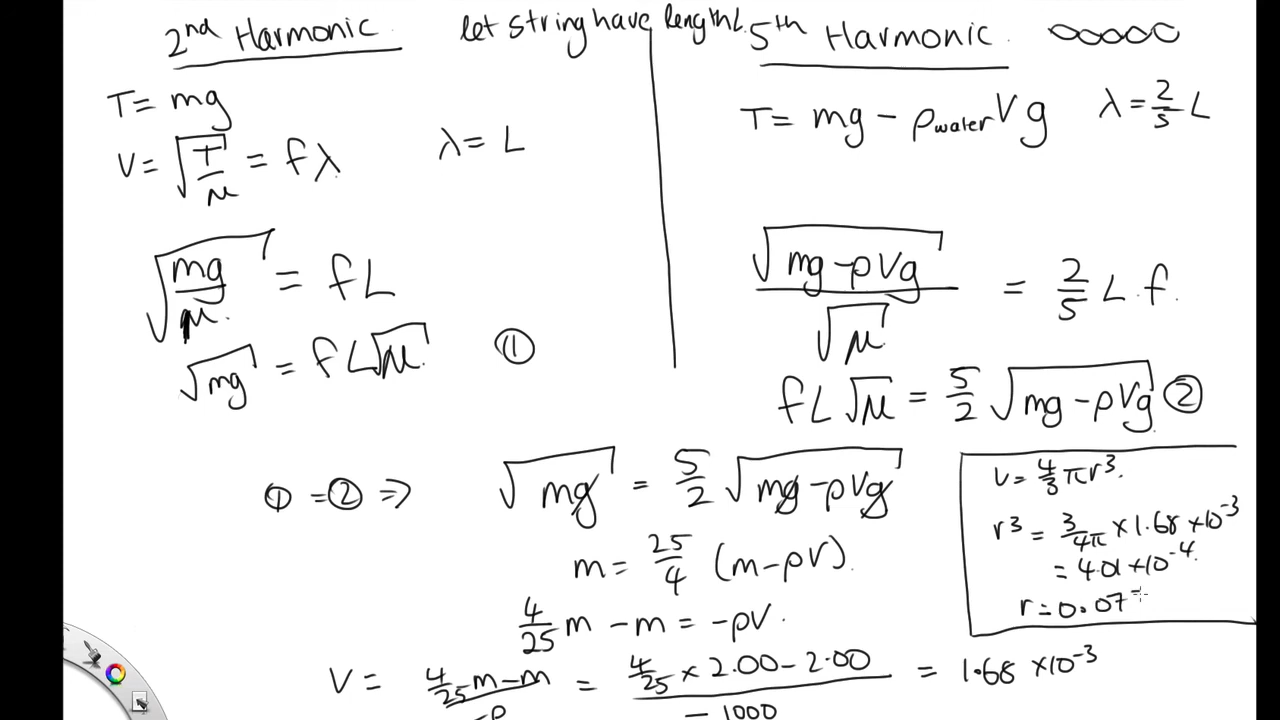 2nd Harmonic
let string have length L
T = mg
V = √(T/μ) = fλ
λ = L
√(mg/μ) = fL
√mg = fL√μ ①
5th Harmonic
T = mg - ρwaterVg
λ = 2/5 L
√(mg-ρVg) / √μ = 2/5 L f.
fL√μ = 5/2 √(mg-ρVg) ②
① = ② ⇒ √mg = 5/2 √(mg-ρVg)
m = 25/4 (m-ρV).
4/25 m - m = -ρV.
V = (4/25 m - m)/-ρ = (4/25 × 2.00 - 2.00)/-1000 = 1.68 × 10^-3
V = 4/3 πr³.
r³ = 3/4π × 1.68 × 10^-3
= 4.01 × 10^-4.
r = 0.07